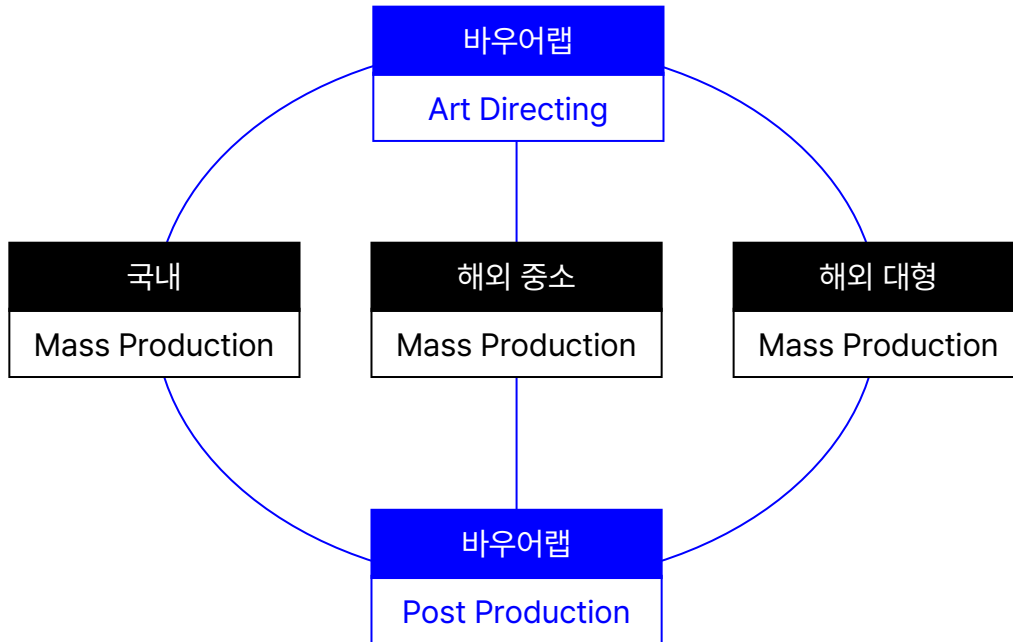 바우어랩
Art Directing
국내
Mass Production
해외 중소
Mass Production
해외 대형
Mass Production
바우어랩
Post Production